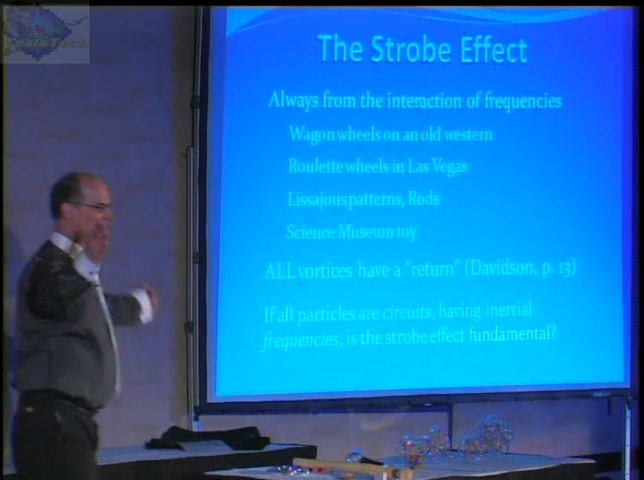 TeslaTech
The Strobe Effect
Always from the interaction of frequencies
Wagon wheels on an old western
Roulette wheels in Las Vegas
Lissajous patterns, Rods
Science Museum toy
ALL vortices have a "return" (Davidson, p. 13)
If all particles are circuits, having inertial
frequencies, is the strobe effect fundamental?